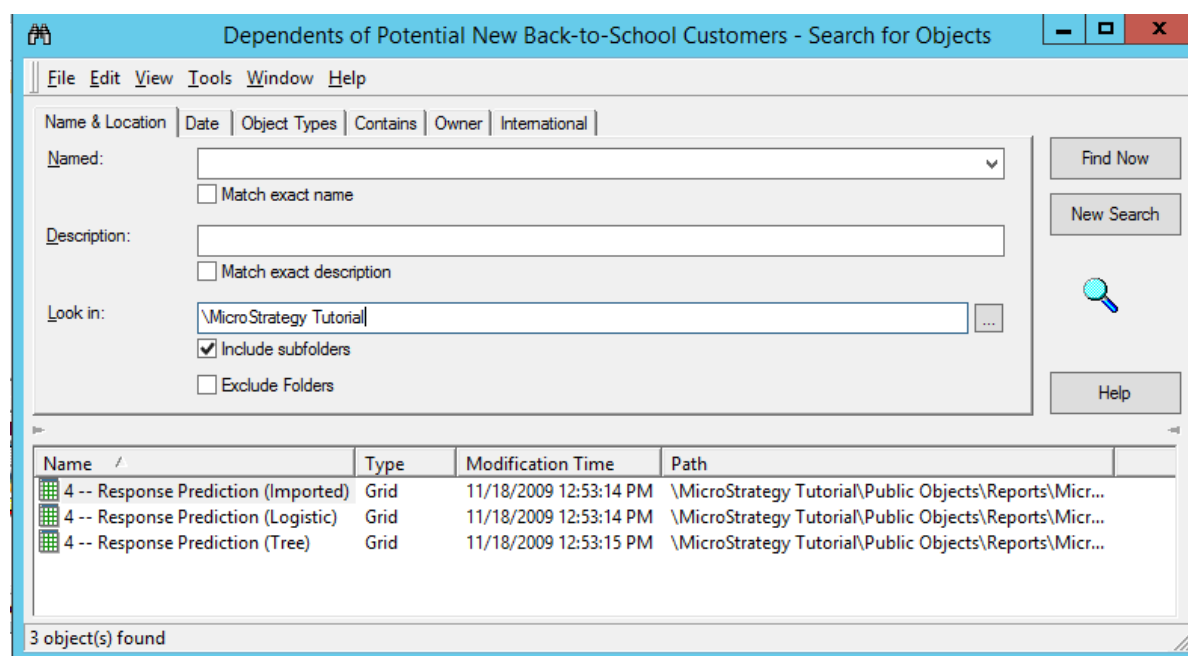 Dependents of Potential New Back-to-School Customers - Search for Objects
File Edit View Tools Window Help
Name & Location Date Object Types Contains Owner International
Named:
Find Now
Match exact name
New Search
Description:
Match exact description
Look in: \MicroStrategy Tutorial ...
Include subfolders
Exclude Folders
Help
Name Type Modification Time Path
4 -- Response Prediction (Imported) Grid 11/18/2009 12:53:14 PM \MicroStrategy Tutorial\Public Objects\Reports\Micr...
4 -- Response Prediction (Logistic) Grid 11/18/2009 12:53:14 PM \MicroStrategy Tutorial\Public Objects\Reports\Micr...
4 -- Response Prediction (Tree) Grid 11/18/2009 12:53:15 PM \MicroStrategy Tutorial\Public Objects\Reports\Micr...
3 object(s) found